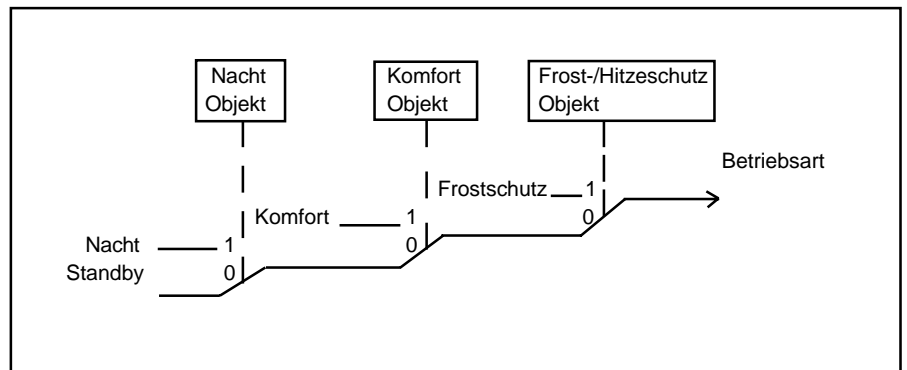 Nacht
Objekt
Komfort
Objekt
Frost-/Hitzeschutz
Objekt
Betriebsart
Frostschutz 1
0
Komfort 1
0
Nacht 1
Standby 0